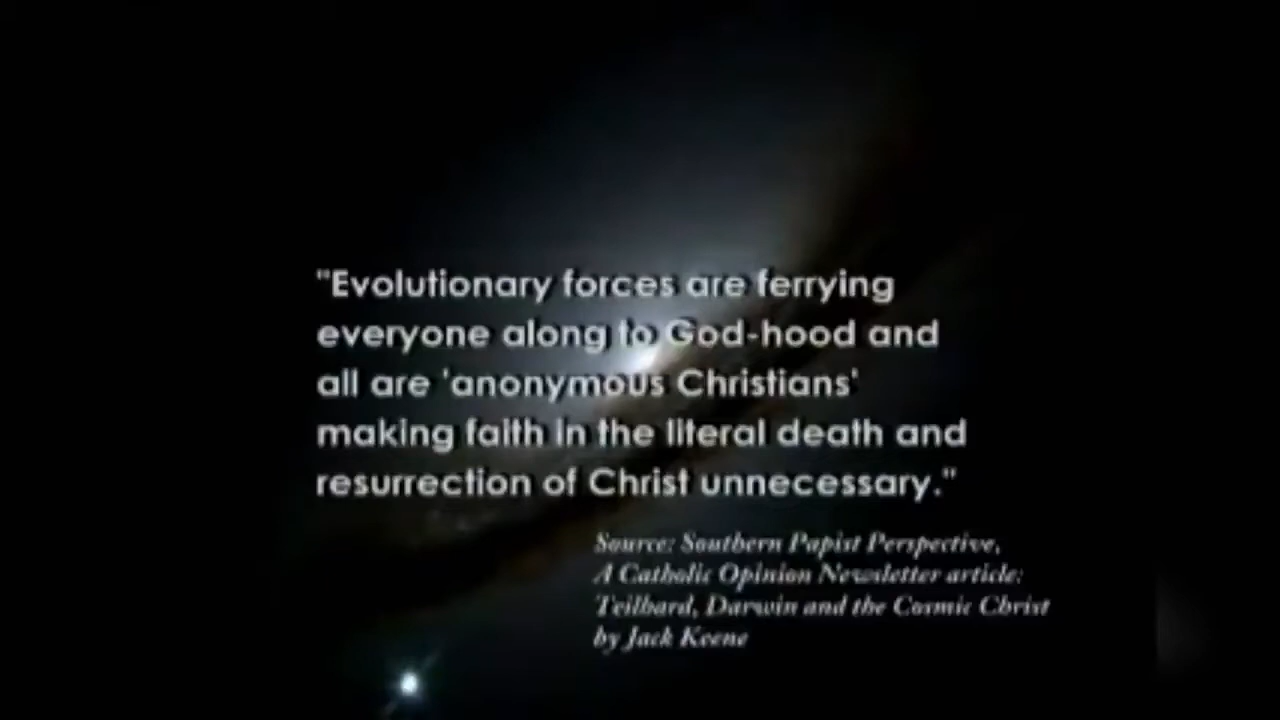 "Evolutionary forces are ferrying
everyone along to God-hood and
all are 'anonymous Christians'
making faith in the literal death and
resurrection of Christ unnecessary."
Source: Southern Papist Perspective,
A Catholic Opinion Newsletter article:
Teilhard, Darwin and the Cosmic Christ
by Jack Keene